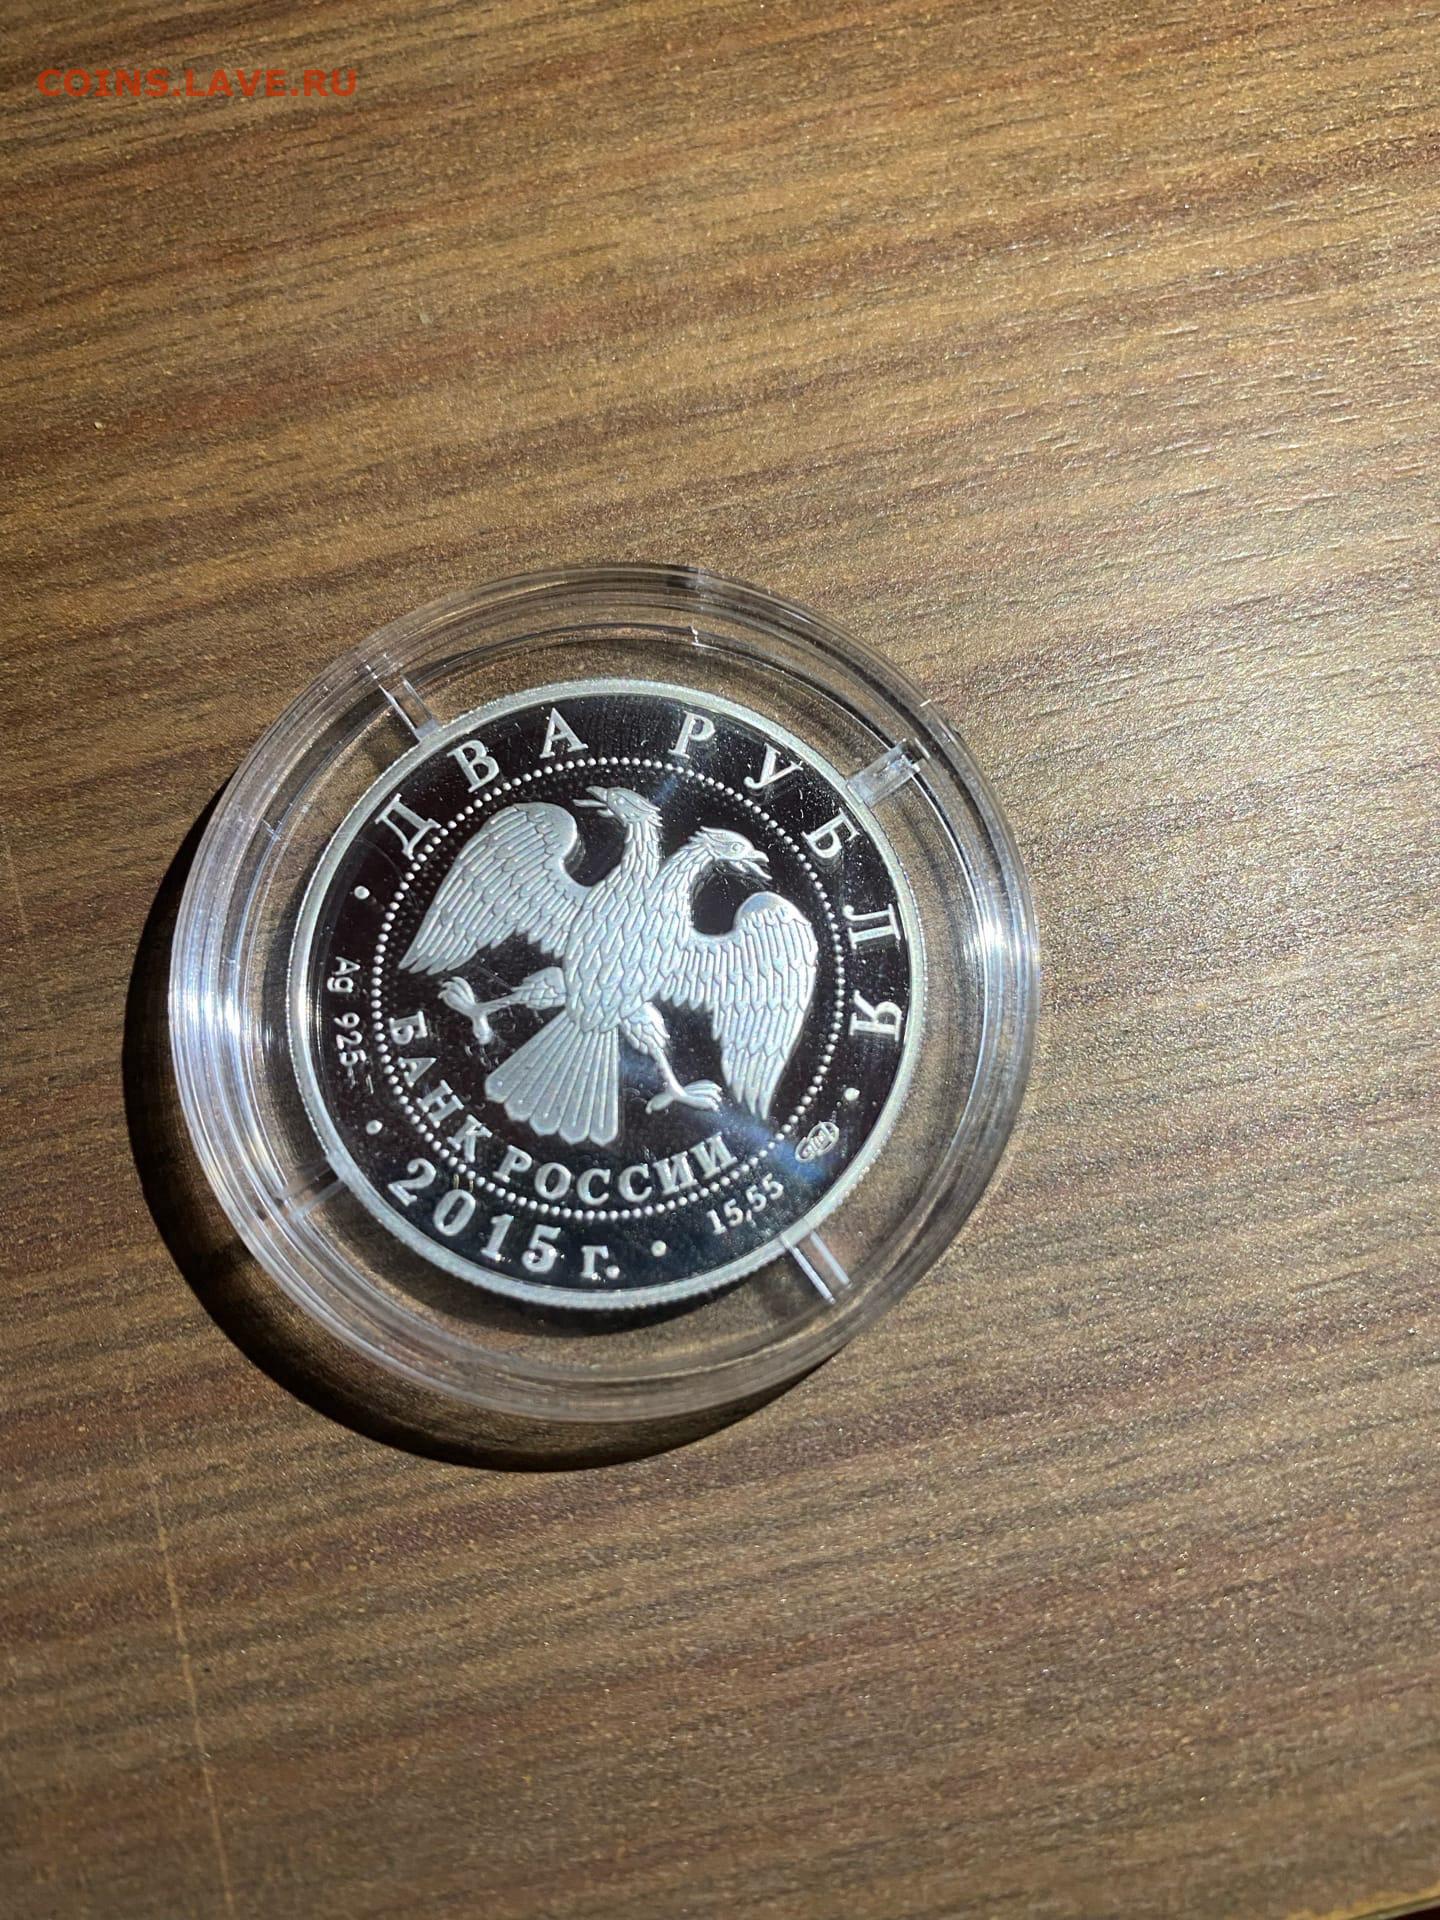 COINS.LAVE.RU
ДВА РУБЛЯ
БАНК РОССИИ
Ag 925
• 2015 г. •
15,55